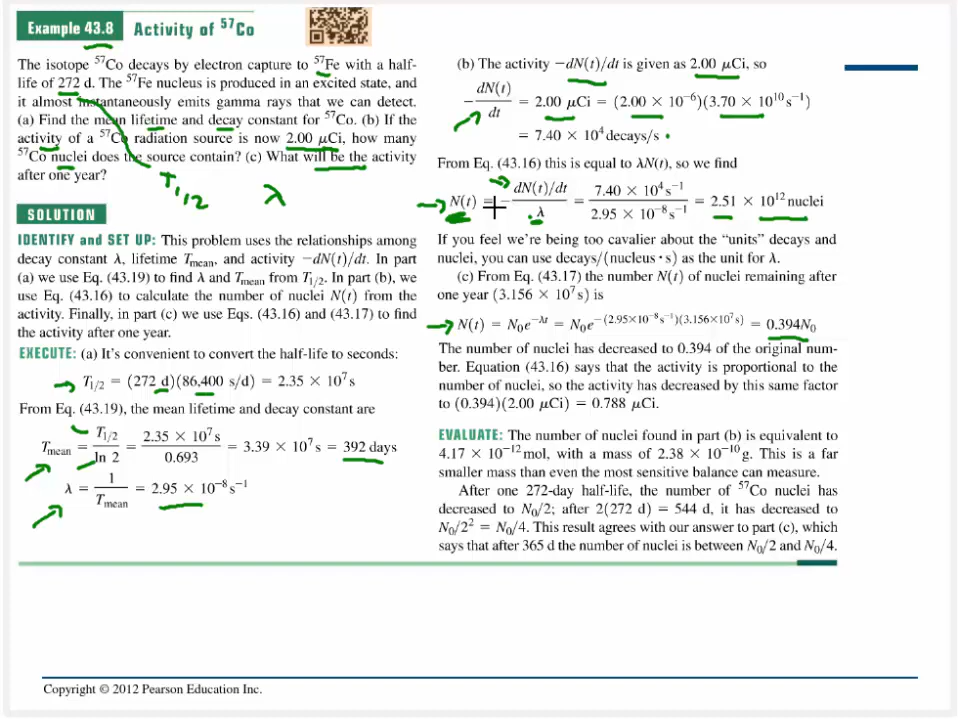 Example 43.8 Activity of ⁵⁷Co
The isotope ⁵⁷Co decays by electron capture to ⁵⁷Fe with a half-
life of 272 d. The ⁵⁷Fe nucleus is produced in an excited state, and
it almost instantaneously emits gamma rays that we can detect.
(a) Find the mean lifetime and decay constant for ⁵⁷Co. (b) If the
activity of a ⁵⁷Co radiation source is now 2.00 μCi, how many
⁵⁷Co nuclei does the source contain? (c) What will be the activity
after one year?
T1/2 λ
SOLUTION
IDENTIFY and SET UP: This problem uses the relationships among
decay constant λ, lifetime Tmean, and activity −dN(t)/dt. In part
(a) we use Eq. (43.19) to find λ and Tmean from T1/2. In part (b), we
use Eq. (43.16) to calculate the number of nuclei N(t) from the
activity. Finally, in part (c) we use Eqs. (43.16) and (43.17) to find
the activity after one year.
EXECUTE: (a) It's convenient to convert the half-life to seconds:
T1/2 = (272 d)(86,400 s/d) = 2.35 × 10⁷ s
From Eq. (43.19), the mean lifetime and decay constant are
Tmean = T1/2 / ln 2 = 2.35 × 10⁷ s / 0.693 = 3.39 × 10⁷ s = 392 days
λ = 1 / Tmean = 2.95 × 10⁻⁸ s⁻¹
(b) The activity −dN(t)/dt is given as 2.00 μCi, so
−dN(t)/dt = 2.00 μCi = (2.00 × 10⁻⁶)(3.70 × 10¹⁰ s⁻¹)
= 7.40 × 10⁴ decays/s
From Eq. (43.16) this is equal to λN(t), so we find
N(t) = −dN(t)/dt / λ = 7.40 × 10⁴ s⁻¹ / 2.95 × 10⁻⁸ s⁻¹ = 2.51 × 10¹² nuclei
If you feel we're being too cavalier about the “units” decays and
nuclei, you can use decays/(nucleus · s) as the unit for λ.
(c) From Eq. (43.17) the number N(t) of nuclei remaining after
one year (3.156 × 10⁷ s) is
N(t) = N₀e^−λt = N₀e^−(2.95×10⁻⁸ s⁻¹)(3.156×10⁷ s) = 0.394N₀
The number of nuclei has decreased to 0.394 of the original num-
ber. Equation (43.16) says that the activity is proportional to the
number of nuclei, so the activity has decreased by this same factor
to (0.394)(2.00 μCi) = 0.788 μCi.
EVALUATE: The number of nuclei found in part (b) is equivalent to
4.17 × 10⁻¹² mol, with a mass of 2.38 × 10⁻¹⁰ g. This is a far
smaller mass than even the most sensitive balance can measure.
After one 272-day half-life, the number of ⁵⁷Co nuclei has
decreased to N₀/2; after 2(272 d) = 544 d, it has decreased to
N₀/2² = N₀/4. This result agrees with our answer to part (c), which
says that after 365 d the number of nuclei is between N₀/2 and N₀/4.
Copyright © 2012 Pearson Education Inc.